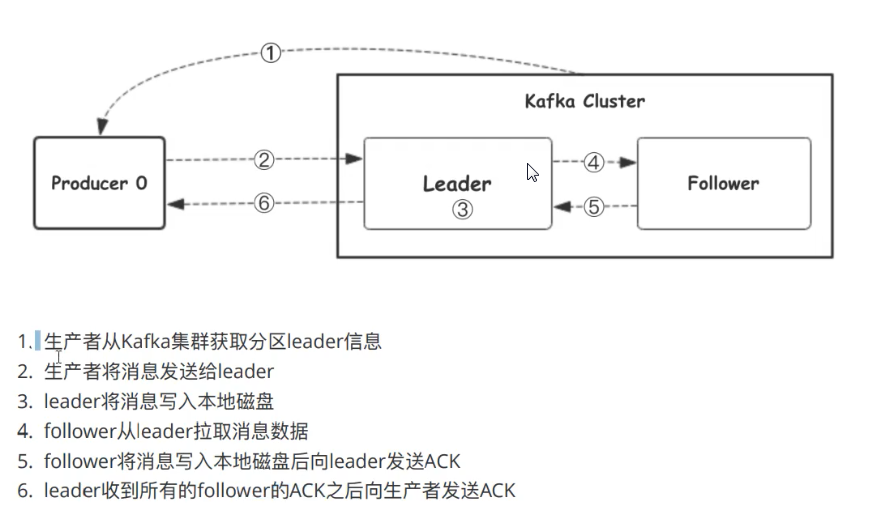 ①
Kafka Cluster
Producer 0
②
⑥
Leader
③
④
⑤
Follower
1. 生产者从Kafka集群获取分区leader信息
2. 生产者将消息发送给leader
3. leader将消息写入本地磁盘
4. follower从leader拉取消息数据
5. follower将消息写入本地磁盘后向leader发送ACK
6. leader收到所有的follower的ACK之后向生产者发送ACK